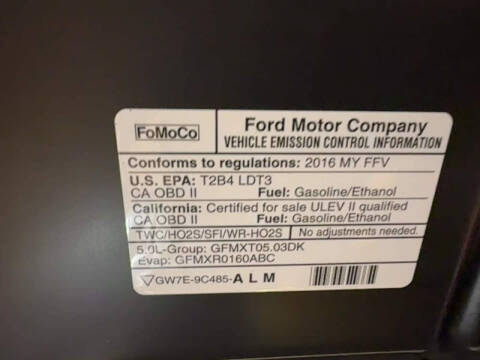 FoMoCo
Ford Motor Company
VEHICLE EMISSION CONTROL INFORMATION
Conforms to regulations: 2016 MY FFV
U.S. EPA: T2B4 LDT3
CA OBD II Fuel: Gasoline/Ethanol
California: Certified for sale ULEV II qualified
CA OBD II Fuel: Gasoline/Ethanol
TWC/HO2S/SFI/WR-HO2S No adjustments needed.
5.0L-Group: GFMXT05.03DK
Evap: GFMXR0160ABC
GW7E-9C485-A L M